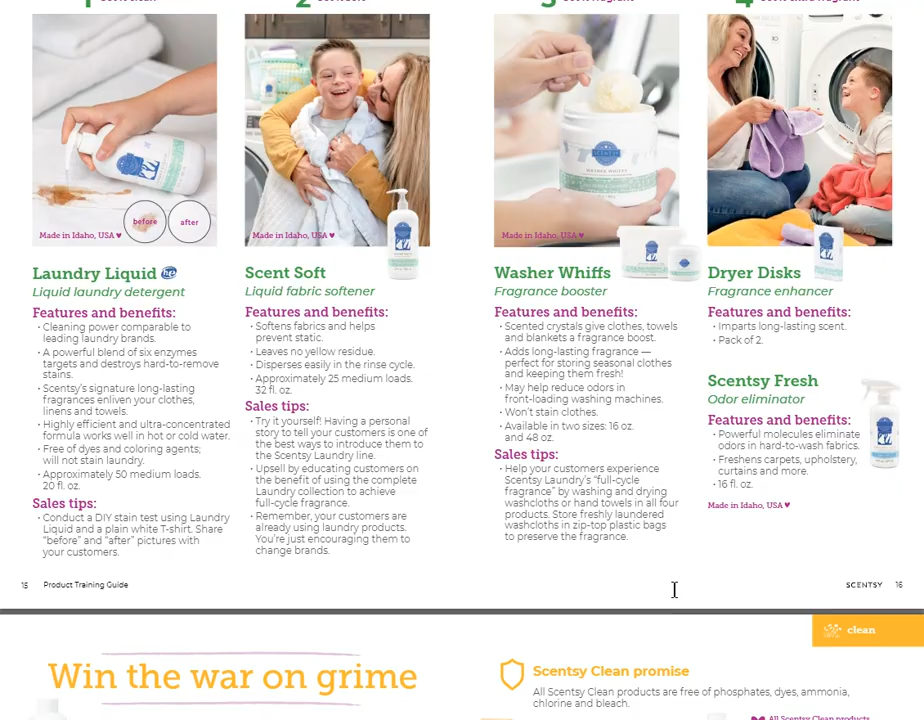 1
2
3
4
before
after
Made in Idaho, USA ♥
Laundry Liquid he
Liquid laundry detergent
Features and benefits:
• Cleaning power comparable to
leading laundry brands.
• A powerful blend of six enzymes
targets and destroys hard-to-remove
stains.
• Scentsy's signature long-lasting
fragrances enliven your clothes,
linens and towels.
• Highly efficient and ultra-concentrated
formula works well in hot or cold water.
• Free of dyes and coloring agents;
will not stain laundry.
• Approximately 50 medium loads.
20 fl. oz.
Sales tips:
• Conduct a DIY stain test using Laundry
Liquid and a plain white T-shirt. Share
“before” and “after” pictures with
your customers.
Made in Idaho, USA ♥
Scent Soft
Liquid fabric softener
Features and benefits:
• Softens fabrics and helps
prevent static.
• Leaves no yellow residue.
• Disperses easily in the rinse cycle.
• Approximately 25 medium loads.
32 fl. oz.
Sales tips:
• Try it yourself! Having a personal
story to tell your customers is one of
the best ways to introduce them to
the Scentsy Laundry line.
• Upsell by educating customers on
the benefit of using the complete
Laundry collection to achieve
full-cycle fragrance.
• Remember, your customers are
already using laundry products.
You're just encouraging them to
change brands.
WASHER WHIFFS
Made in Idaho, USA ♥
Washer Whiffs
Fragrance booster
Features and benefits:
• Scented crystals give clothes, towels
and blankets a fragrance boost.
• Adds long-lasting fragrance —
perfect for storing seasonal clothes
and keeping them fresh!
• May help reduce odors in
front-loading washing machines.
• Won't stain clothes.
• Available in two sizes: 16 oz.
and 48 oz.
Sales tips:
• Help your customers experience
Scentsy Laundry's “full-cycle
fragrance” by washing and drying
washcloths or hand towels in all four
products. Store freshly laundered
washcloths in zip-top plastic bags
to preserve the fragrance.
Dryer Disks
Fragrance enhancer
Features and benefits:
• Imparts long-lasting scent.
• Pack of 2.
Scentsy Fresh
Odor eliminator
Features and benefits:
• Powerful molecules eliminate
odors in hard-to-wash fabrics.
• Freshens carpets, upholstery,
curtains and more.
• 16 fl. oz.
Made in Idaho, USA ♥
15 Product Training Guide
SCENTSY 16
clean
Win the war on grime
Scentsy Clean promise
All Scentsy Clean products are free of phosphates, dyes, ammonia,
chlorine and bleach.
All Scentsy Clean products